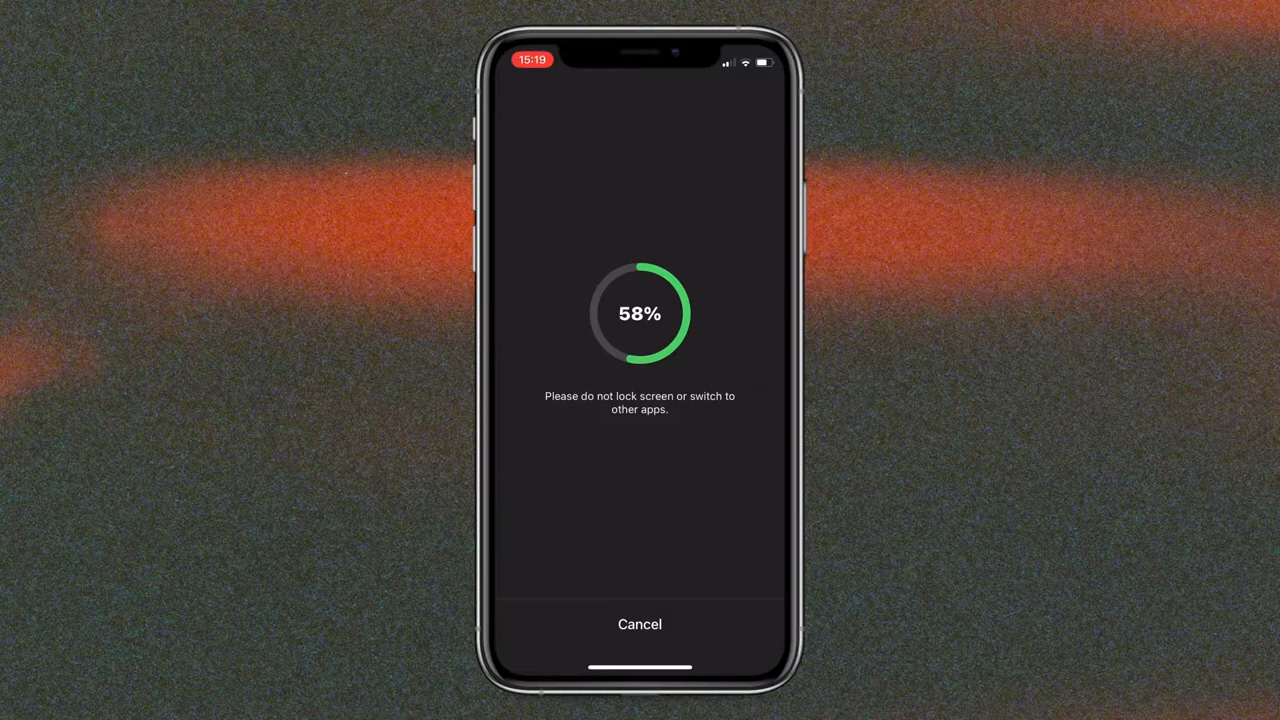 15:19
58%
Please do not lock screen or switch to
other apps.
Cancel